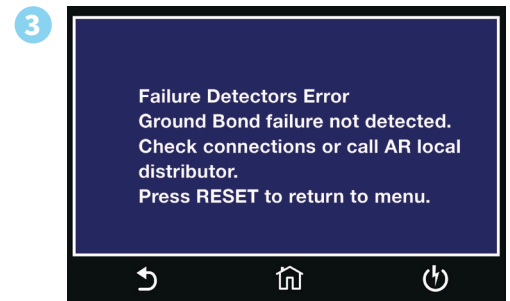 3
Failure Detectors Error
Ground Bond failure not detected.
Check connections or call AR local
distributor.
Press RESET to return to menu.